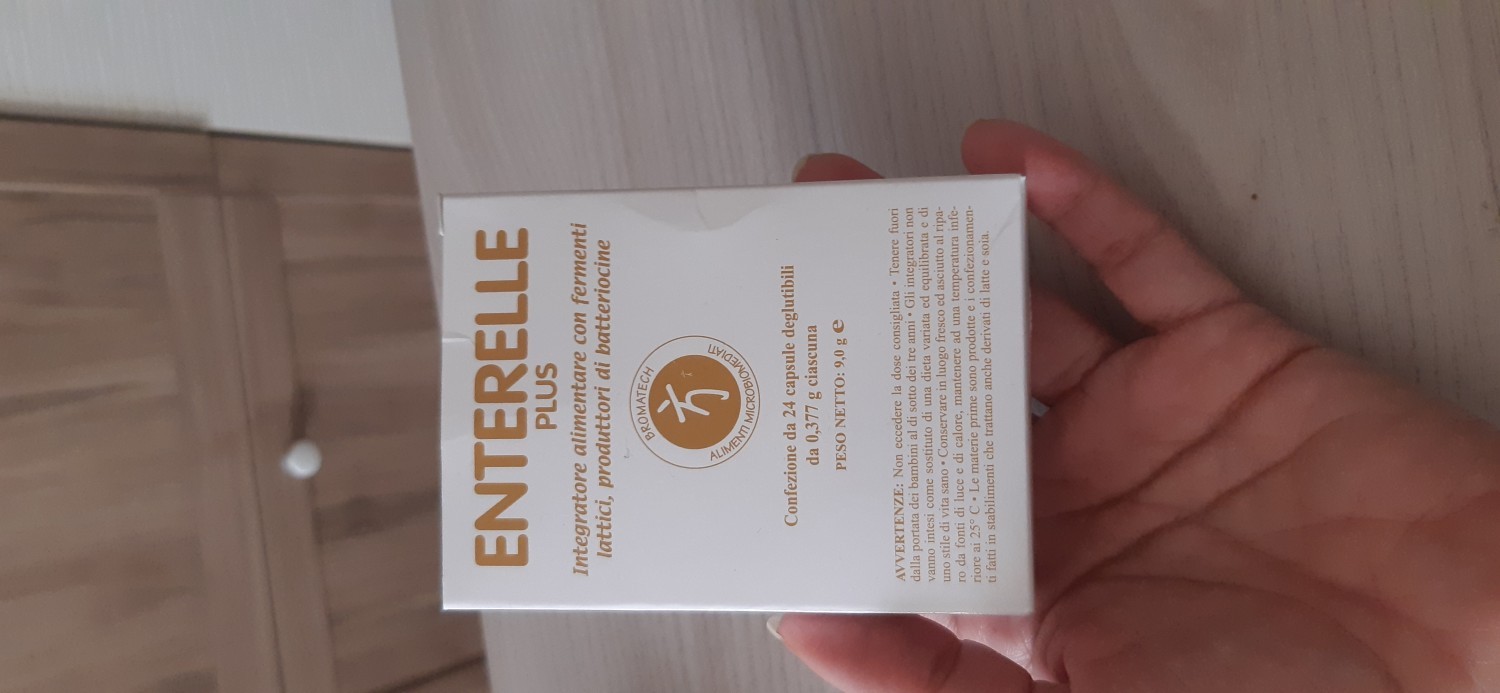 ENTERELLE
PLUS
Integratore alimentare con fermenti
lattici, produttori di batteriocine
BROMATECH
ALIMENTI MICROBIOMEDIATI
Confezione da 24 capsule deglutibili
da 0,377 g ciascuna
PESO NETTO: 9,0 g e
AVVERTENZE: Non eccedere la dose consigliata • Tenere fuori
dalla portata dei bambini al di sotto dei tre anni • Gli integratori non
vanno intesi come sostituto di una dieta variata ed equilibrata e di
uno stile di vita sano • Conservare in luogo fresco ed asciutto al ripa-
ro da fonti di luce e di calore, mantenere ad una temperatura infe-
riore ai 25° C • Le materie prime sono prodotte e i confezionamen-
ti fatti in stabilimenti che trattano anche derivati di latte e soia.